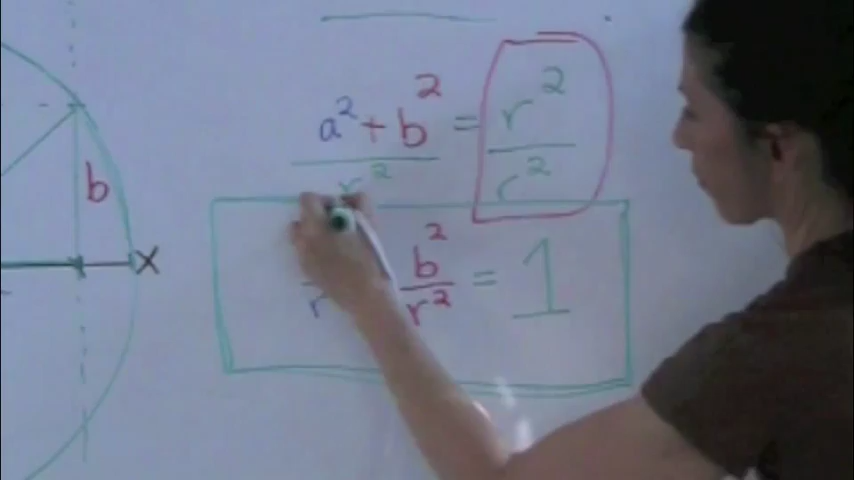 a² + b² = r²
r² r²
b² = 1
r r²
b
x